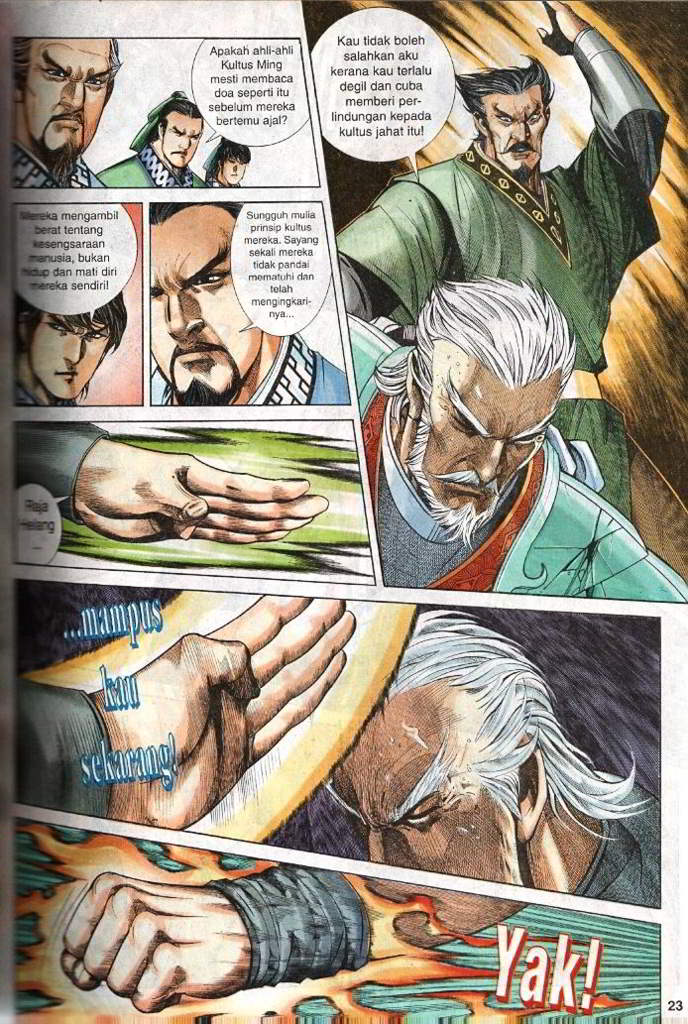 Apakah ahli-ahli
Kultus Ming
mesti membaca
doa seperti itu
sebelum mereka
bertemu ajal?
Kau tidak boleh
salahkan aku
kerana kau terlalu
degil dan cuba
memberi per-
lindungan kepada
kultus jahat itu!
Mereka mengambil
berat tentang
kesengsaraan
manusia, bukan
hidup dan mati diri
mereka sendiri!
Sungguh mulia
prinsip kultus
mereka. Sayang
sekali mereka
tidak pandai
mematuhi dan
telah
mengingkari-
nya...
Raja
Helang
...
...mampus
kau
sekarang!
Yak!
23